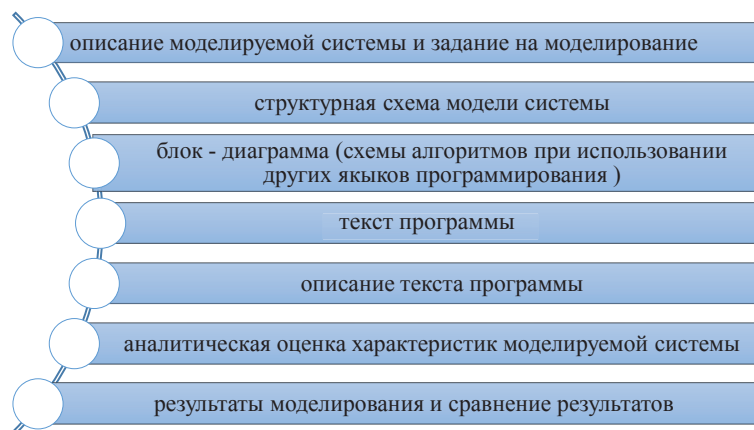 описание моделируемой системы и задание на моделирование
структурная схема модели системы
блок - диаграмма (схемы алгоритмов при использовании
других якыков программирования )
текст программы
описание текста программы
аналитическая оценка характеристик моделируемой системы
результаты моделирования и сравнение результатов